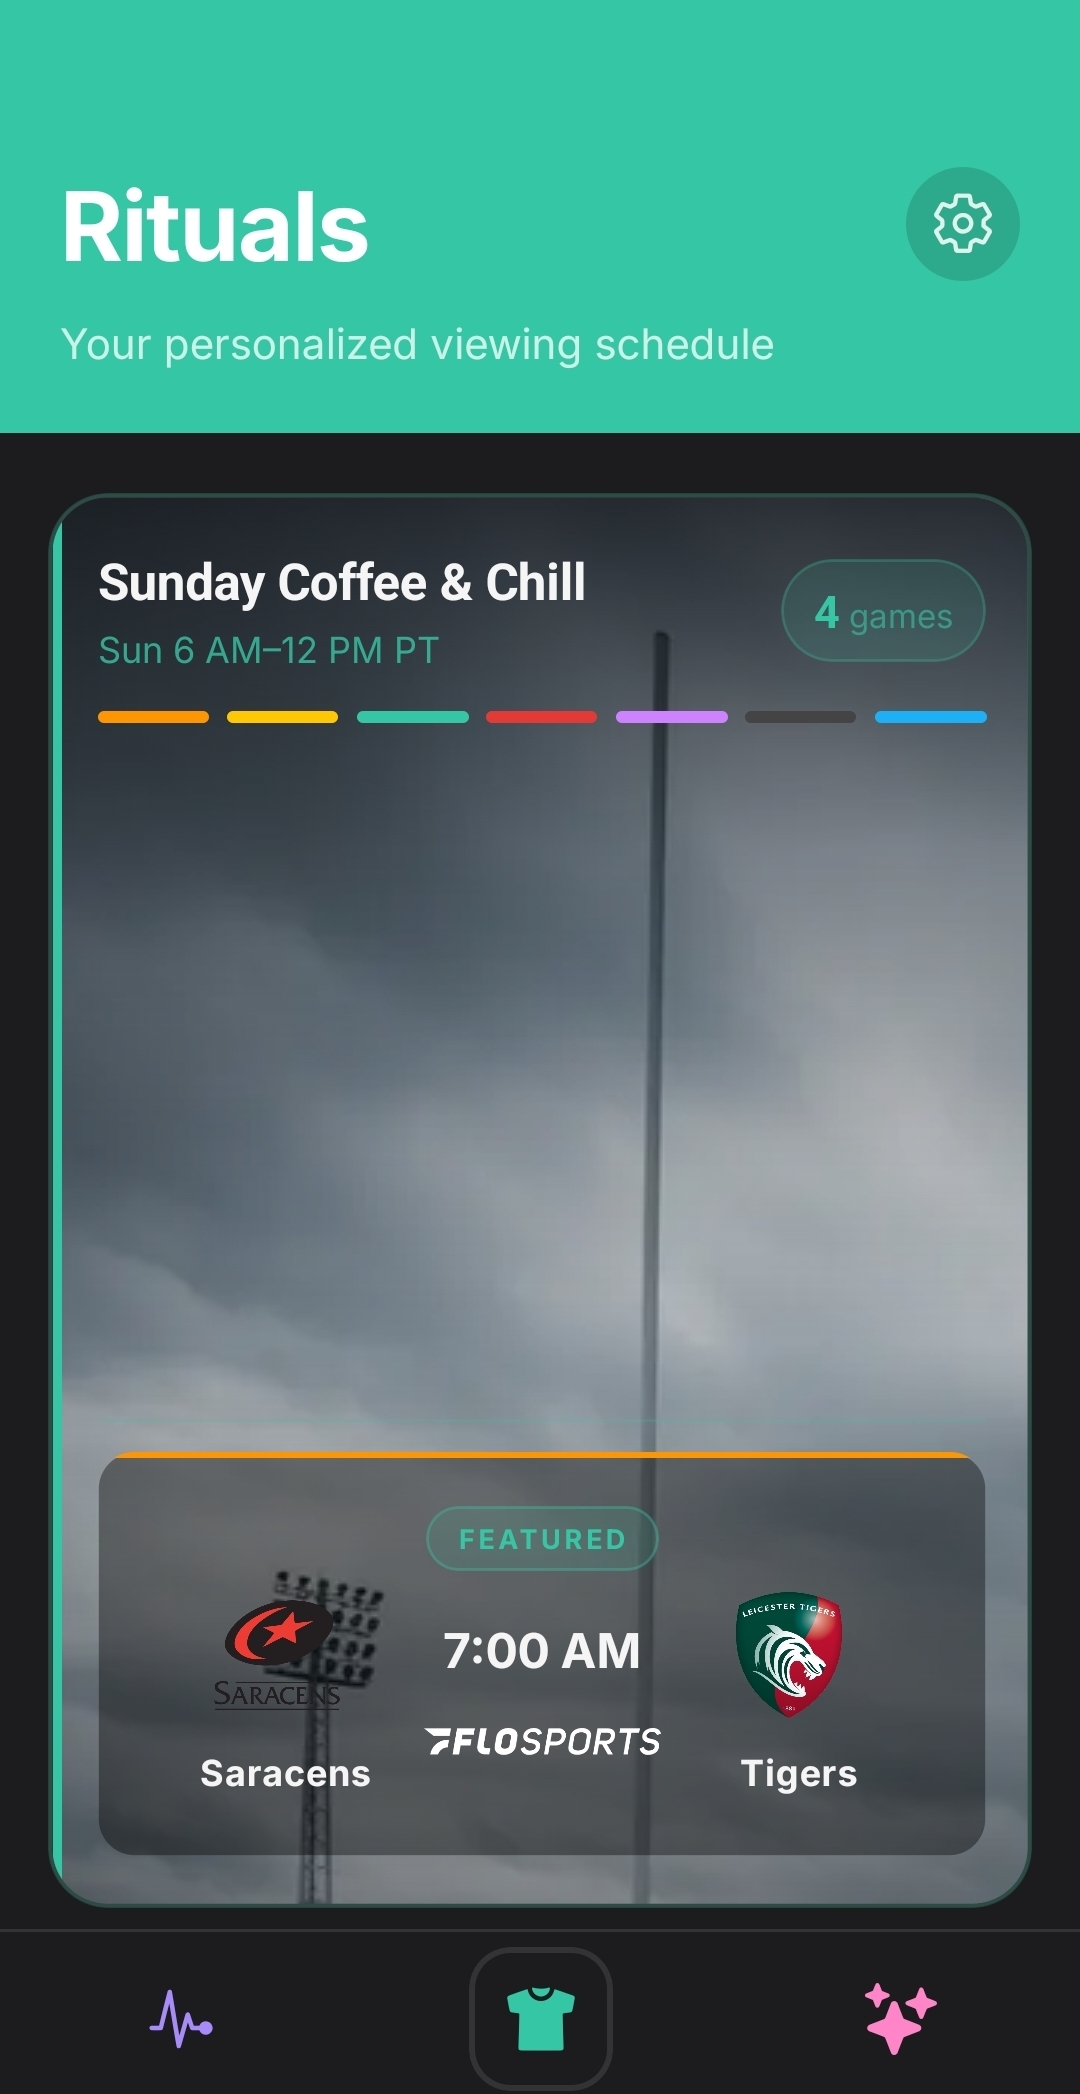 Rituals
Your personalized viewing schedule
Sunday Coffee & Chill
Sun 6 AM–12 PM PT
4 games
FEATURED
7:00 AM
FLOSPORTS
SARACENS
LEICESTER TIGERS
Saracens
Tigers